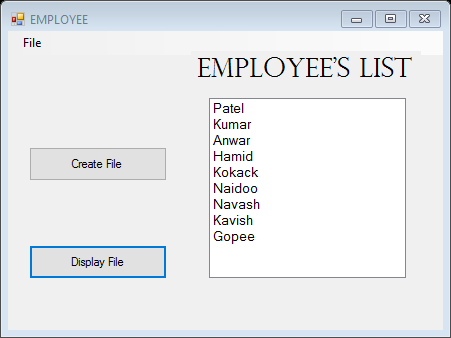 EMPLOYEE
File
EMPLOYEE'S LIST
Patel
Kumar
Anwar
Hamid
Kokack
Naidoo
Navash
Kavish
Gopee
Create File
Display File